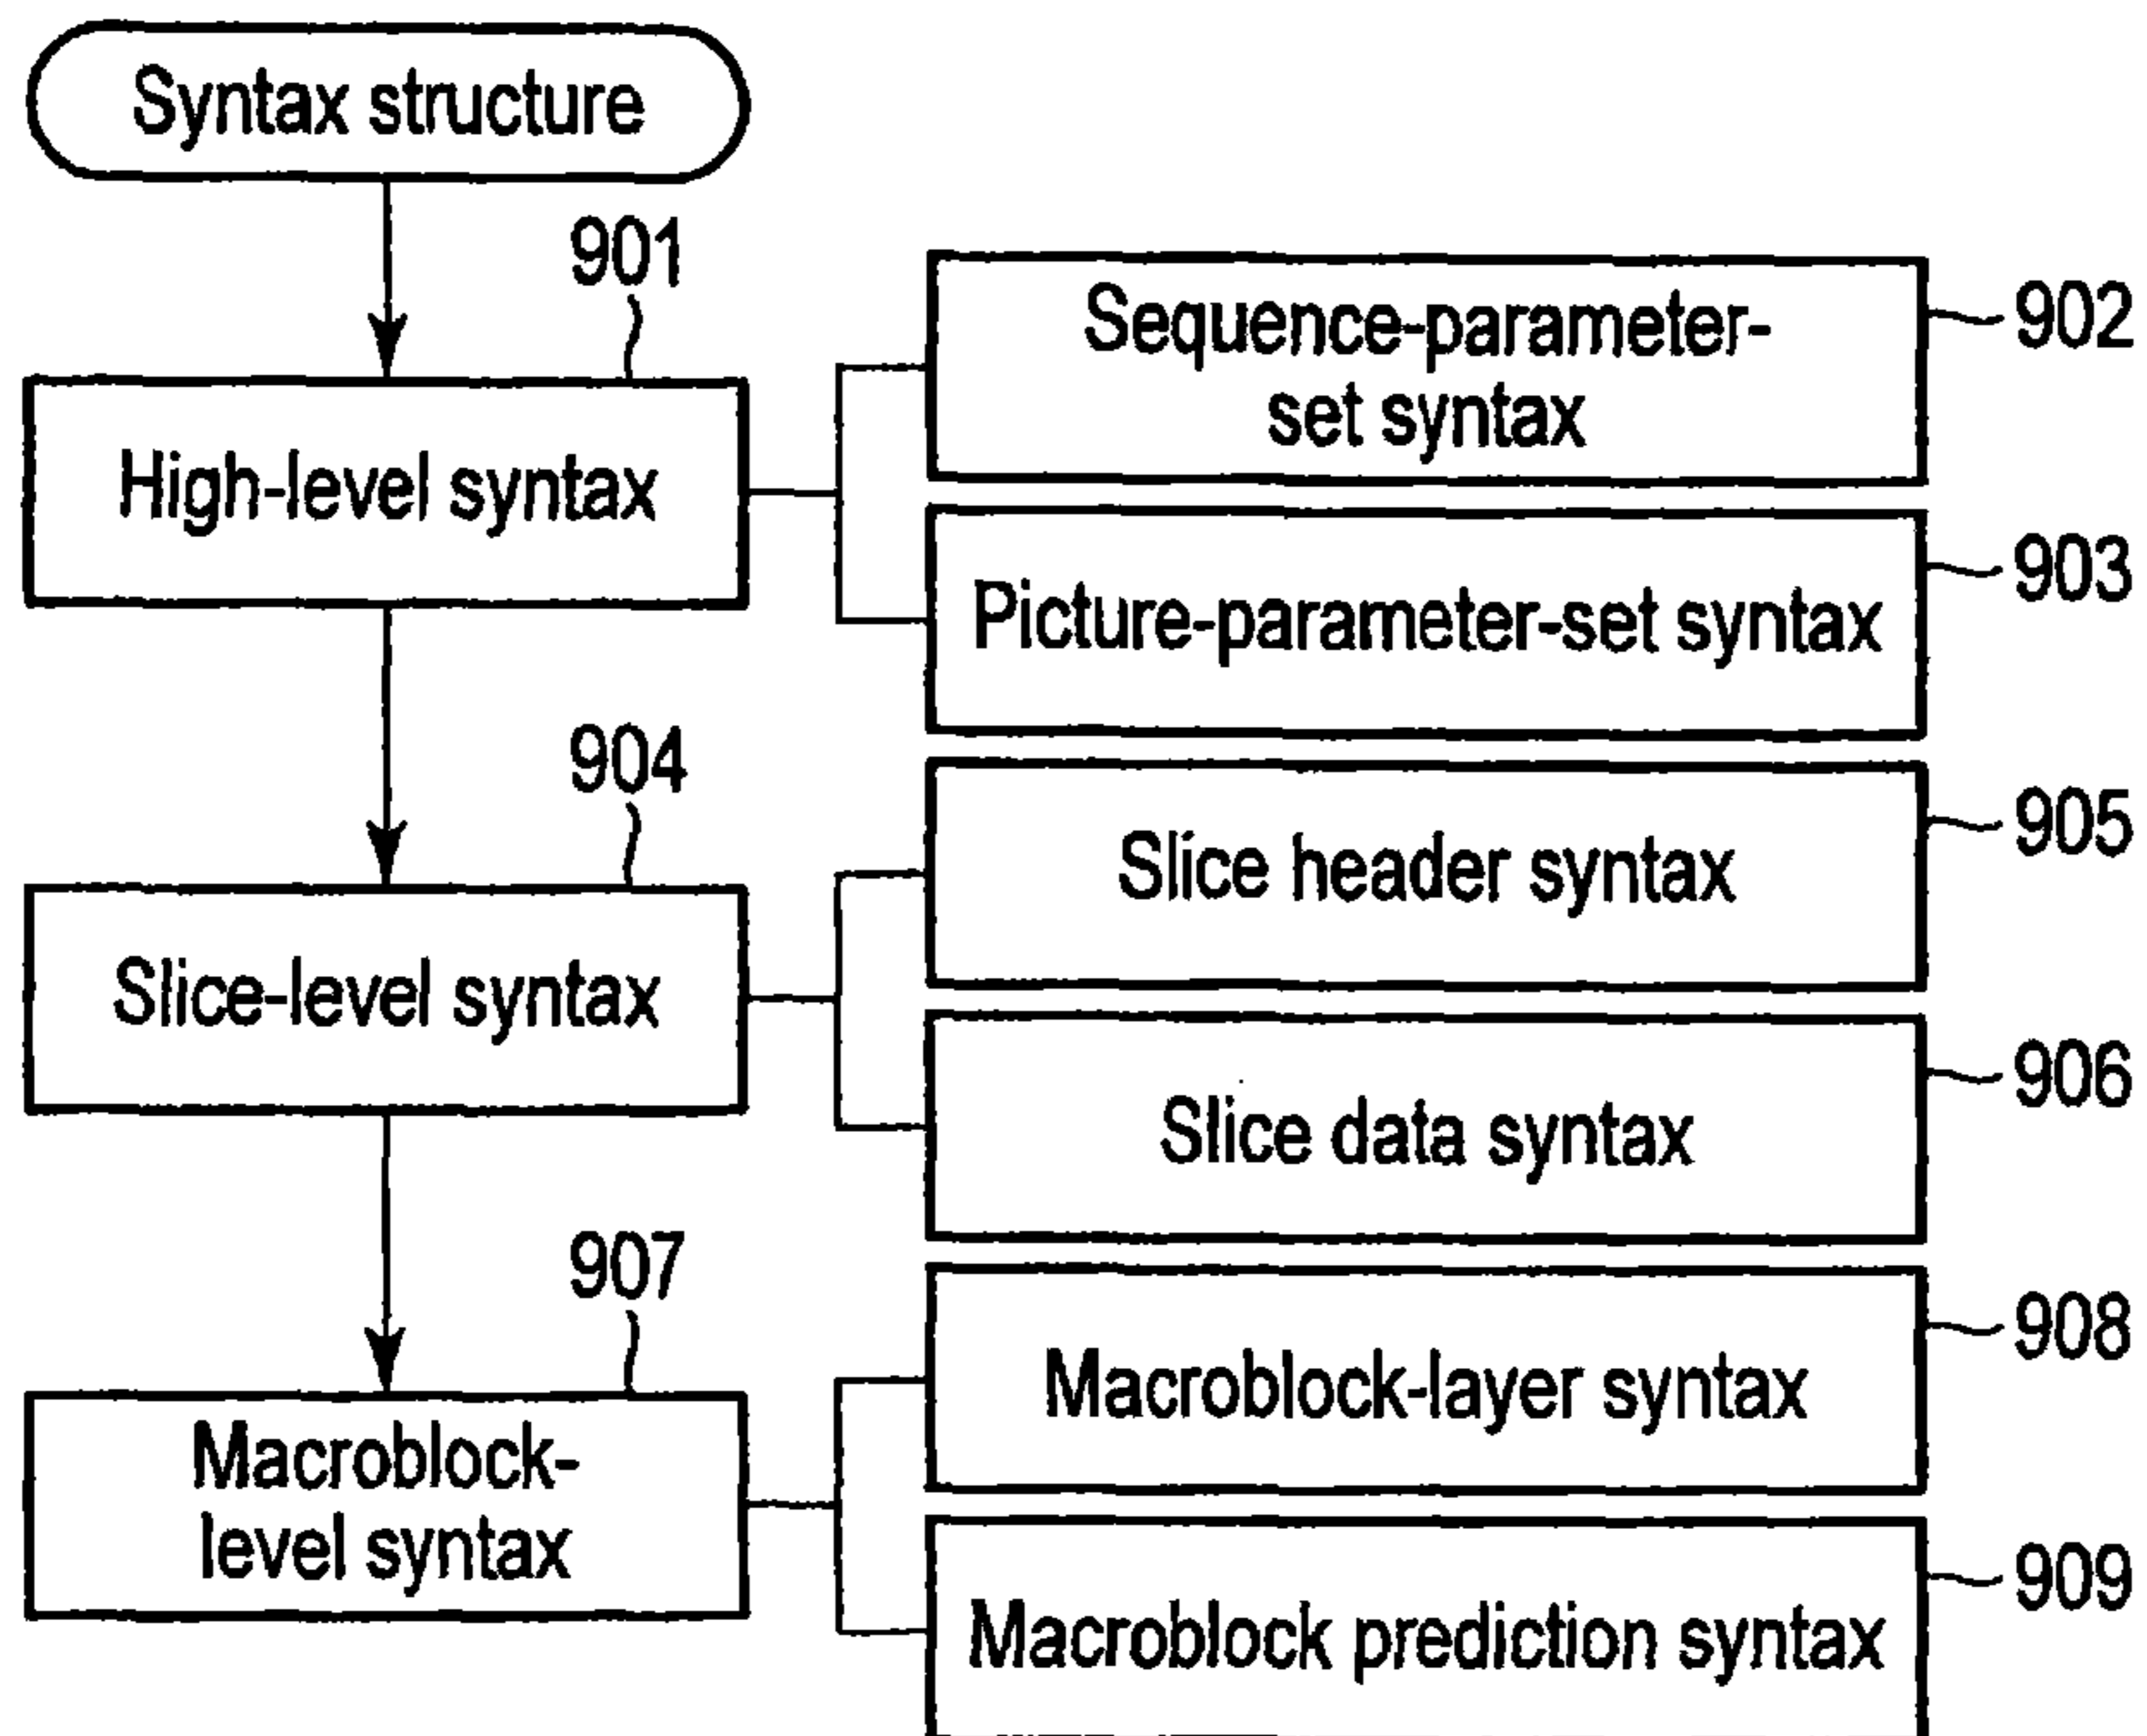 Syntax structure
901
High-level syntax
Sequence-parameter-
set syntax
902
Picture-parameter-set syntax
903
904
Slice-level syntax
Slice header syntax
905
Slice data syntax
906
907
Macroblock-
level syntax
Macroblock-layer syntax
908
Macroblock prediction syntax
909